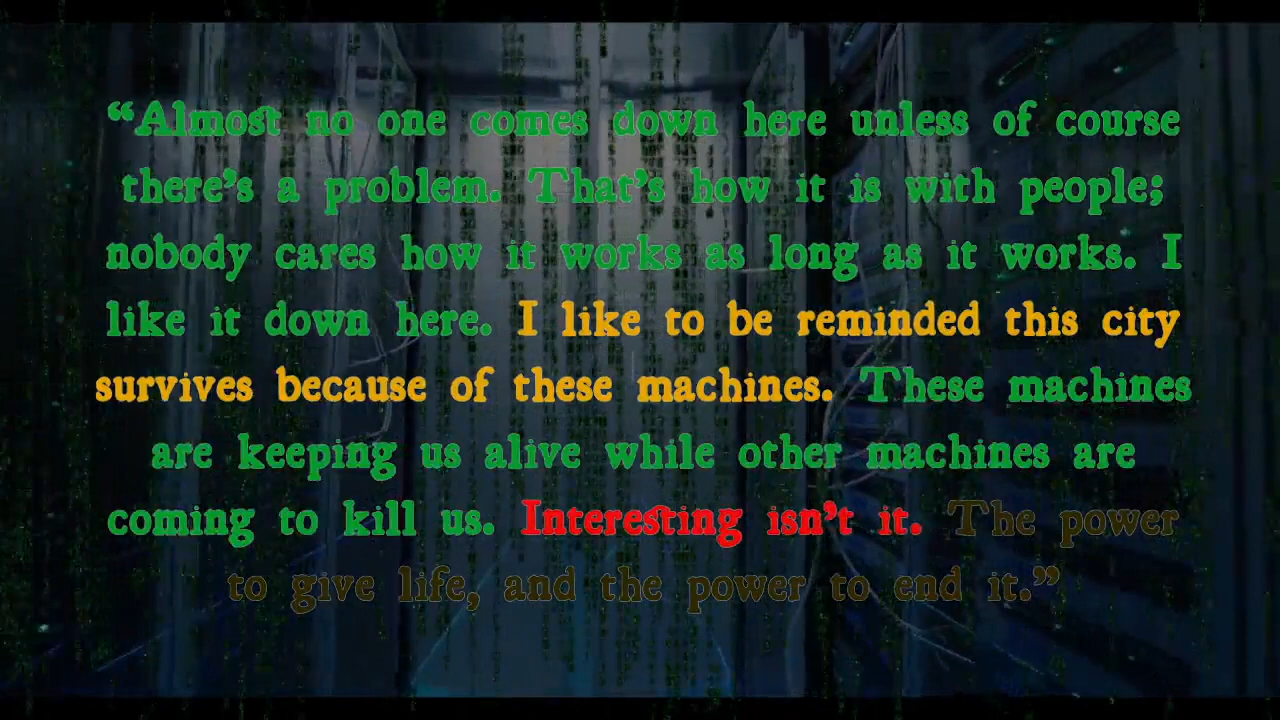 “Almost no one comes down here unless of course
there’s a problem. That’s how it is with people;
nobody cares how it works as long as it works. I
like it down here. I like to be reminded this city
survives because of these machines. These machines
are keeping us alive while other machines are
coming to kill us. Interesting isn’t it. The power
to give life, and the power to end it.”